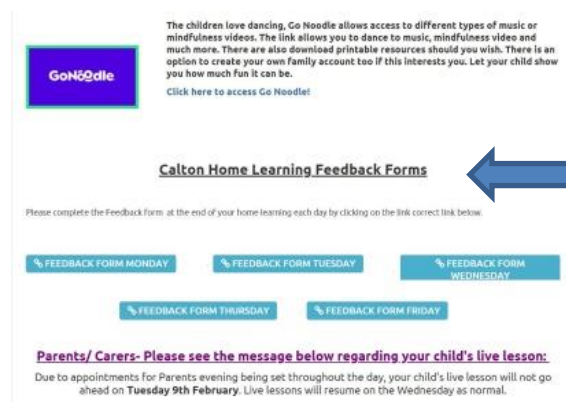 The children love dancing, Go Noodle allows access to different types of music or
mindfulness videos. The link allows you to dance to music, mindfulness video and
much more. There are also download printable resources should you wish. There is an
option to create your own family account too if this interests you. Let your child show
you how much fun it can be.
GoNoodle
Click here to access Go Noodle!
Calton Home Learning Feedback Forms
Please complete the Feedback form at the end of your home learning each day by clicking on the link correct link below.
FEEDBACK FORM MONDAY
FEEDBACK FORM TUESDAY
FEEDBACK FORM
WEDNESDAY
FEEDBACK FORM THURSDAY
FEEDBACK FORM FRIDAY
Parents/ Carers- Please see the message below regarding your child's live lesson:
Due to appointments for Parents evening being set throughout the day, your child's live lesson will not go
ahead on Tuesday 9th February. Live lessons will resume on the Wednesday as normal.